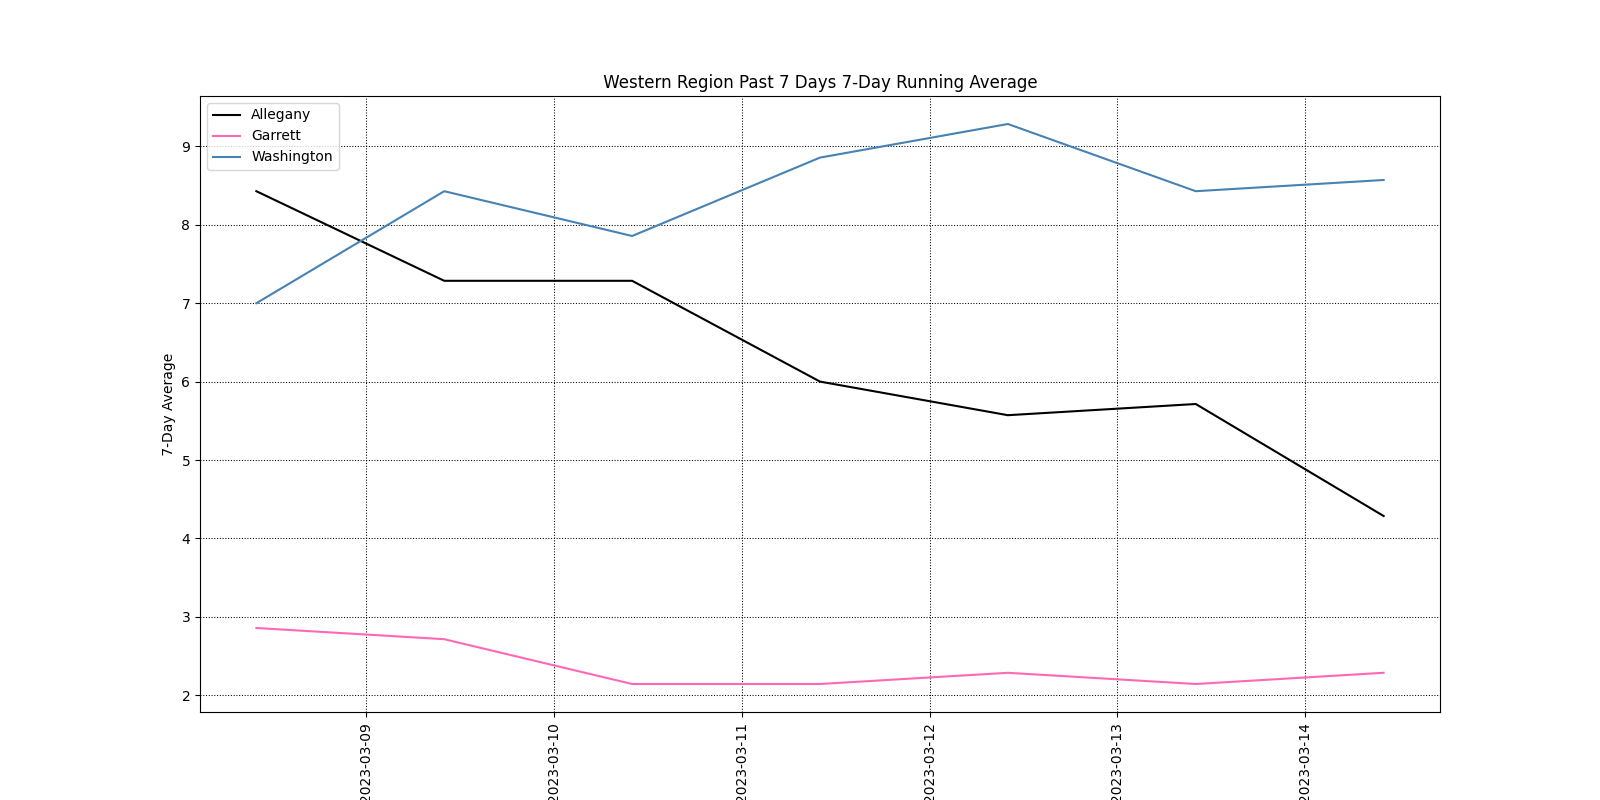 Western Region Past 7 Days 7-Day Running Average
Allegany
Garrett
Washington
7-Day Average
9
8
7
6
5
4
3
2
2023-03-09
2023-03-10
2023-03-11
2023-03-12
2023-03-13
2023-03-14